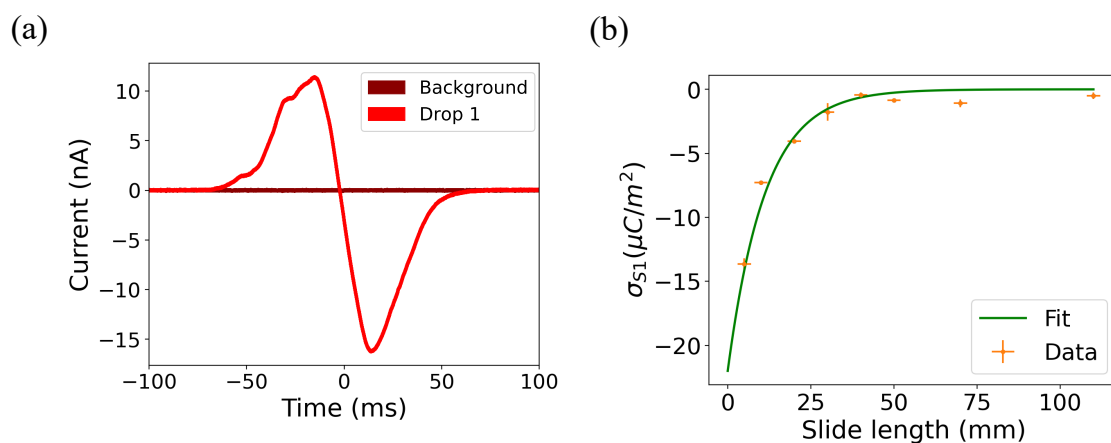 (a)
10
5
0
−5
−10
−15
Current (nA)
−100
−50
0
50
100
Time (ms)
Background
Drop 1
(b)
0
−5
−10
−15
−20
σS1(μC/m²)
0
25
50
75
100
Slide length (mm)
Fit
Data